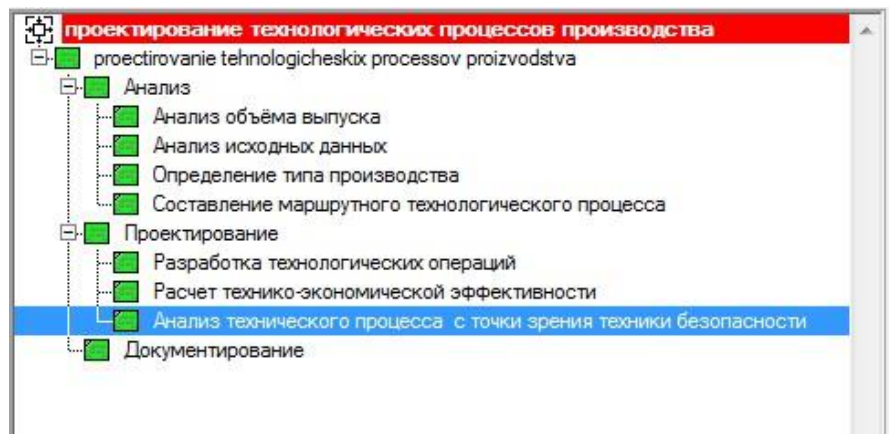 проектирование технологических процессов производства
proectirovanie tehnologicheskix processov proizvodstva
Анализ
Анализ объёма выпуска
Анализ исходных данных
Определение типа производства
Составление маршрутного технологического процесса
Проектирование
Разработка технологических операций
Расчет технико-экономической эффективности
Анализ технического процесса с точки зрения техники безопасности
Документирование